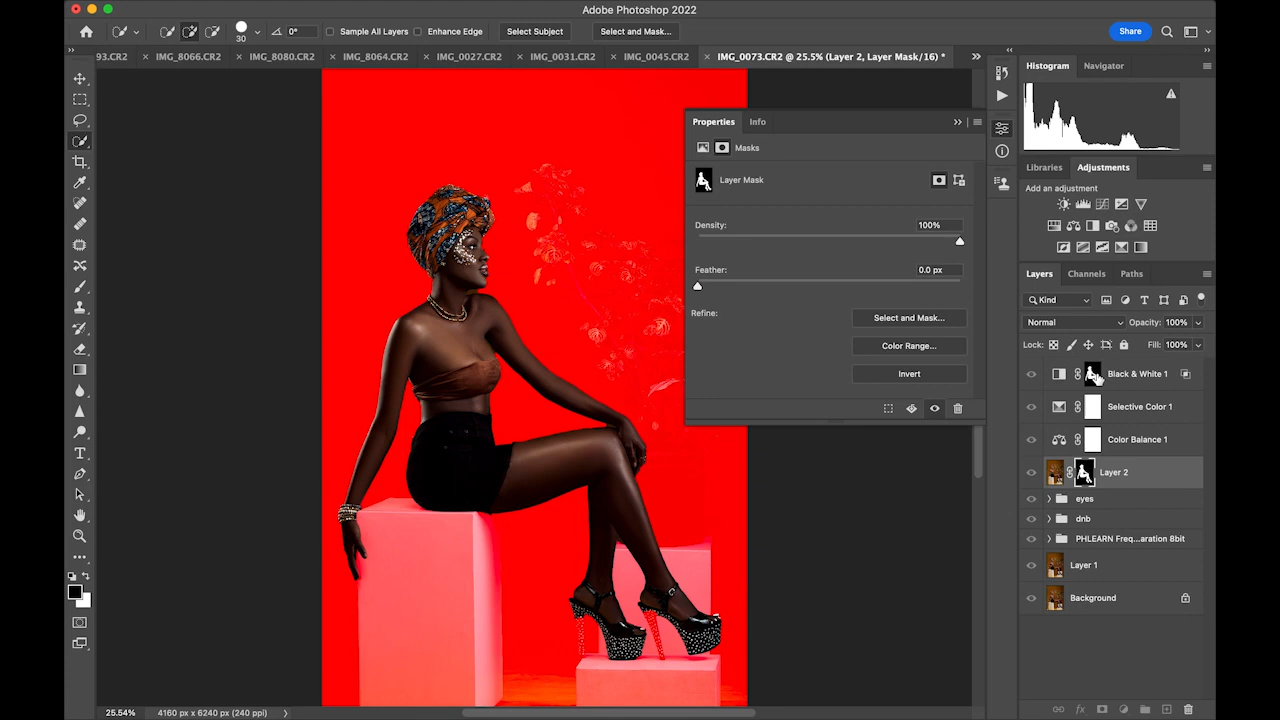 Adobe Photoshop 2022
30
0°
Sample All Layers
Enhance Edge
Select Subject
Select and Mask...
Share
93.CR2
IMG_8066.CR2
IMG_8080.CR2
IMG_8064.CR2
IMG_0027.CR2
IMG_0031.CR2
IMG_0045.CR2
IMG_0073.CR2 @ 25.5% (Layer 2, Layer Mask/16) *
Histogram
Navigator
Properties
Info
Masks
Layer Mask
Density:
100%
Feather:
0.0 px
Refine:
Select and Mask...
Color Range...
Invert
Libraries
Adjustments
Add an adjustment
Layers
Channels
Paths
Kind
Normal
Opacity: 100%
Lock:
Fill: 100%
Black & White 1
Selective Color 1
Color Balance 1
Layer 2
eyes
dnb
PHLEARN Freq...aration 8bit
Layer 1
Background
fx
25.54%
4160 px x 6240 px (240 ppi)